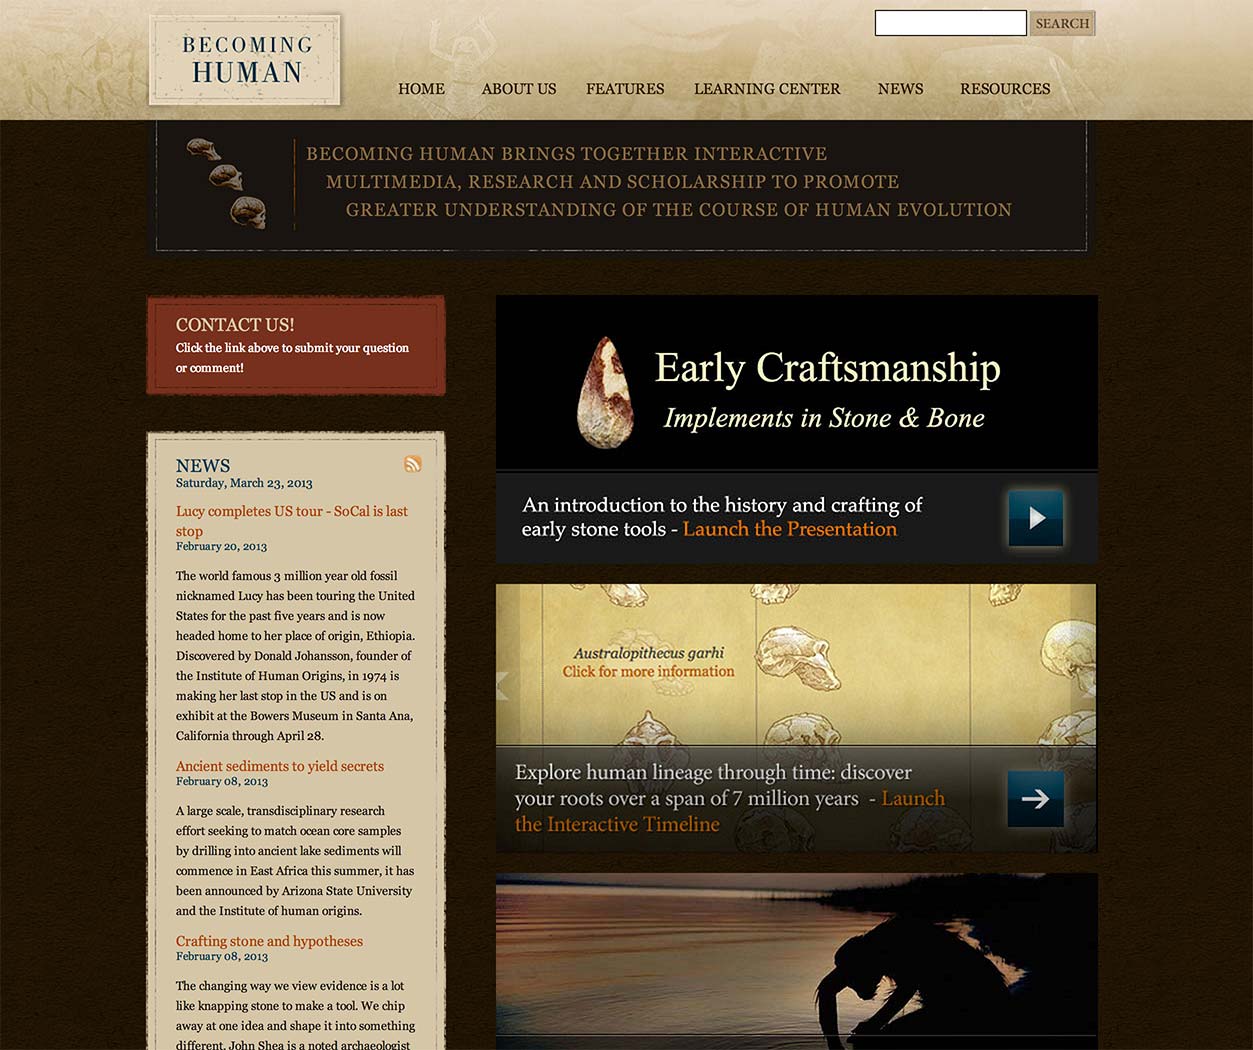 BECOMING
HUMAN
SEARCH
HOME ABOUT US FEATURES LEARNING CENTER NEWS RESOURCES
BECOMING HUMAN BRINGS TOGETHER INTERACTIVE
MULTIMEDIA, RESEARCH AND SCHOLARSHIP TO PROMOTE
GREATER UNDERSTANDING OF THE COURSE OF HUMAN EVOLUTION
CONTACT US!
Click the link above to submit your question
or comment!
NEWS
Saturday, March 23, 2013
Lucy completes US tour - SoCal is last
stop
February 20, 2013
The world famous 3 million year old fossil
nicknamed Lucy has been touring the United
States for the past five years and is now
headed home to her place of origin, Ethiopia.
Discovered by Donald Johansson, founder of
the Institute of Human Origins, in 1974 is
making her last stop in the US and is on
exhibit at the Bowers Museum in Santa Ana,
California through April 28.
Ancient sediments to yield secrets
February 08, 2013
A large scale, transdisciplinary research
effort seeking to match ocean core samples
by drilling into ancient lake sediments will
commence in East Africa this summer, it has
been announced by Arizona State University
and the Institute of human origins.
Crafting stone and hypotheses
February 08, 2013
The changing way we view evidence is a lot
like knapping stone to make a tool. We chip
away at one idea and shape it into something
different. John Shea is a noted archaeologist
Early Craftsmanship
Implements in Stone & Bone
An introduction to the history and crafting of
early stone tools - Launch the Presentation
Australopithecus garhi
Click for more information
Explore human lineage through time: discover
your roots over a span of 7 million years - Launch
the Interactive Timeline